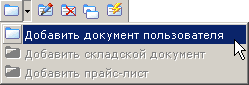 Добавить документ пользователя
Добавить складской документ
Добавить прайс-лист